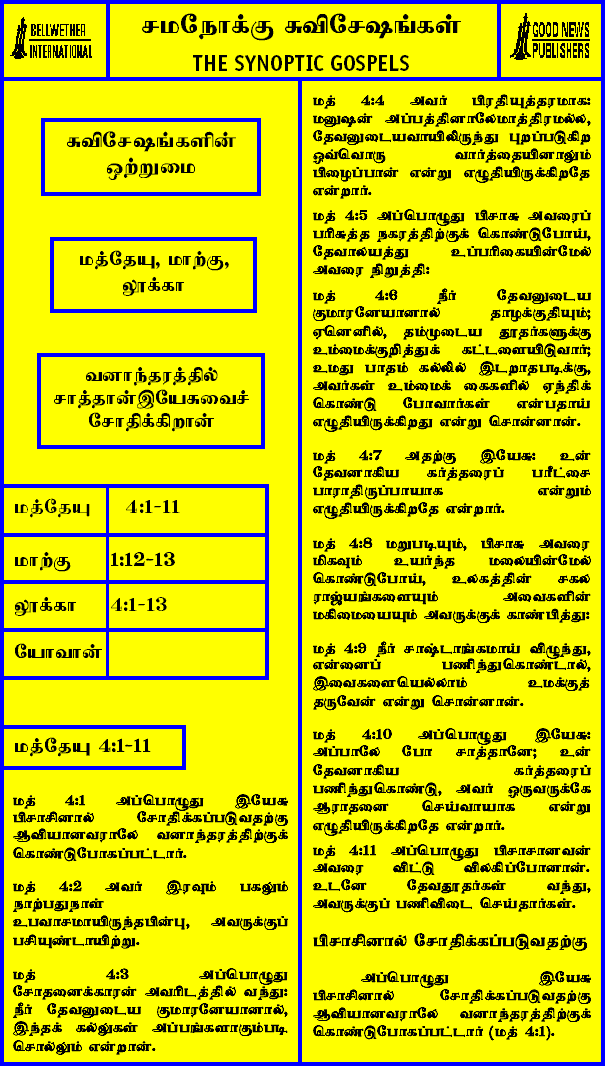 BELLWETHER
INTERNATIONAL
சமநோக்கு சுவிசேஷங்கள்
THE SYNOPTIC GOSPELS
GOOD NEWS
PUBLISHERS
சுவிசேஷங்களின்
ஒற்றுமை
மத்தேயு, மாற்கு,
லூக்கா
வனாந்தரத்தில்
சாத்தான்இயேசுவைச்
சோதிக்கிறான்
மத்தேயு 4:1-11
மாற்கு 1:12-13
லூக்கா 4:1-13
யோவான்
மத்தேயு 4:1-11
மத் 4:1 அப்பொழுது இயேசு
பிசாசினால் சோதிக்கப்படுவதற்கு
ஆவியானவராலே வனாந்தரத்திற்குக்
கொண்டுபோகப்பட்டார்.
மத் 4:2 அவர் இரவும் பகலும்
நாற்பதுநாள்
உபவாசமாயிருந்தபின்பு, அவருக்குப்
பசியுண்டாயிற்று.
மத் 4:3 அப்பொழுது
சோதனைக்காரன் அவரிடத்தில் வந்து:
நீர் தேவனுடைய குமாரனேயானால்,
இந்தக் கல்லுகள் அப்பங்களாகும்படி
சொல்லும் என்றான்.
மத் 4:4 அவர் பிரதியுத்தரமாக:
மனுஷன் அப்பத்தினாலேமாத்திரமல்ல,
தேவனுடையவாயிலிருந்து புறப்படுகிற
ஒவ்வொரு வார்த்தையினாலும்
பிழைப்பான் என்று எழுதியிருக்கிறதே
என்றார்.
மத் 4:5 அப்பொழுது பிசாசு அவரைப்
பரிசுத்த நகரத்திற்குக் கொண்டுபோய்,
தேவாலயத்து உப்பரிகையின்மேல்
அவரை நிறுத்தி:
மத் 4:6 நீர் தேவனுடைய
குமாரனேயானால் தாழக்குதியும்;
ஏனெனில், தம்முடைய தூதர்களுக்கு
உம்மைக்குறித்துக் கட்டளையிடுவார்;
உமது பாதம் கல்லில் இடறாதபடிக்கு,
அவர்கள் உம்மைக் கைகளில் ஏந்திக்
கொண்டு போவார்கள் என்பதாய்
எழுதியிருக்கிறது என்று சொன்னான்.
மத் 4:7 அதற்கு இயேசு: உன்
தேவனாகிய கர்த்தரைப் பரீட்சை
பாராதிருப்பாயாக என்றும்
எழுதியிருக்கிறதே என்றார்.
மத் 4:8 மறுபடியும், பிசாசு அவரை
மிகவும் உயர்ந்த மலையின்மேல்
கொண்டுபோய், உலகத்தின் சகல
ராஜ்யங்களையும் அவைகளின்
மகிமையையும் அவருக்குக் காண்பித்து:
மத் 4:9 நீர் சாஷ்டாங்கமாய் விழுந்து,
என்னைப் பணிந்துகொண்டால்,
இவைகளையெல்லாம் உமக்குத்
தருவேன் என்று சொன்னான்.
மத் 4:10 அப்பொழுது இயேசு:
அப்பாலே போ சாத்தானே; உன்
தேவனாகிய கர்த்தரைப்
பணிந்துகொண்டு, அவர் ஒருவருக்கே
ஆராதனை செய்வாயாக என்று
எழுதியிருக்கிறதே என்றார்.
மத் 4:11 அப்பொழுது பிசாசானவன்
அவரை விட்டு விலகிப்போனான்.
உடனே தேவதூதர்கள் வந்து,
அவருக்குப் பணிவிடை செய்தார்கள்.
பிசாசினால் சோதிக்கப்படுவதற்கு
அப்பொழுது இயேசு
பிசாசினால் சோதிக்கப்படுவதற்கு
ஆவியானவராலே வனாந்தரத்திற்குக்
கொண்டுபோகப்பட்டார் (மத் 4:1).